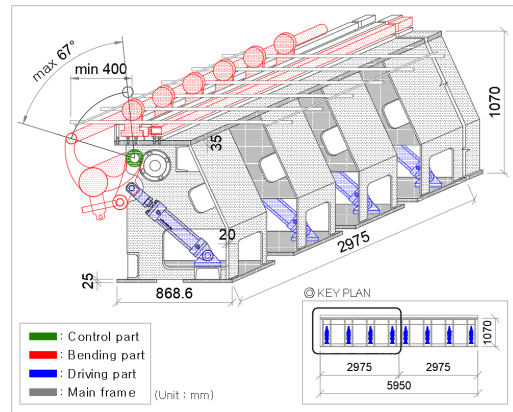 max 67°
min 400
1070
35
20
2975
25
868.6
KEY PLAN
1070
2975 2975
5950
: Control part
: Bending part
: Driving part
: Main frame (Unit : mm)